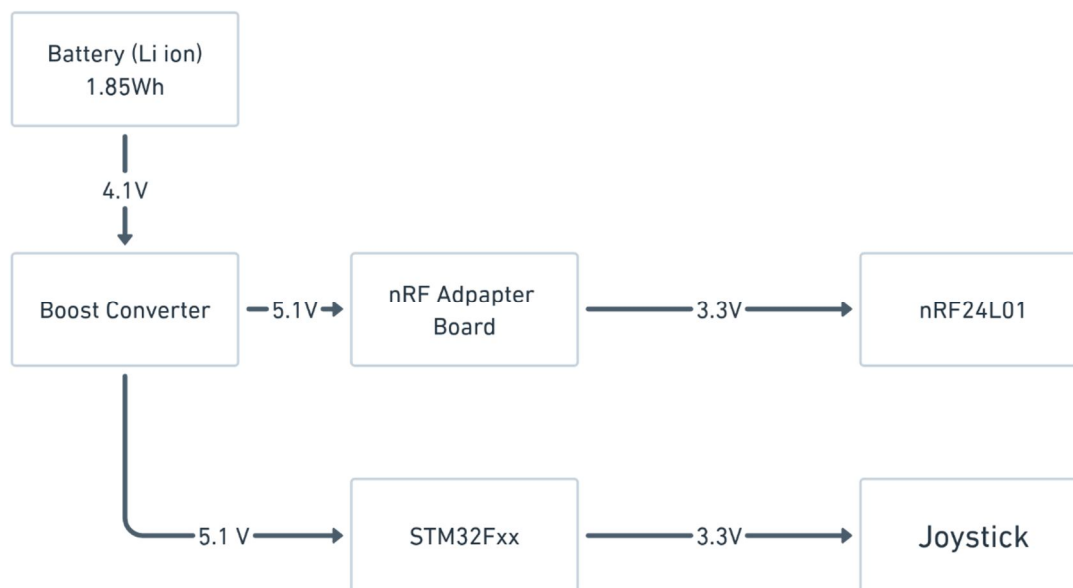 Battery (Li ion)
1.85Wh
4.1V
Boost Converter
5.1V
nRF Adpapter
Board
3.3V
nRF24L01
5.1 V
STM32Fxx
3.3V
Joystick